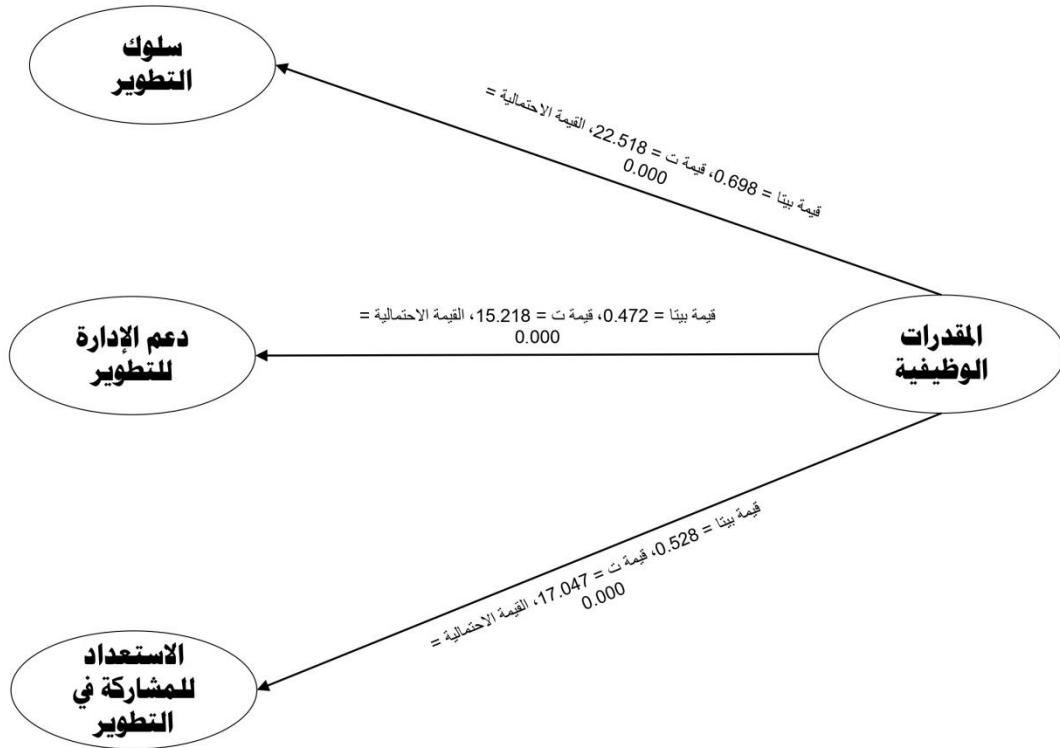 سلوك
التطوير
قيمة بيتا = 0.698، قيمة ت = 22.518، القيمة الاحتمالية =
0.000
دعم الإدارة
للتطوير
قيمة بيتا = 0.472، قيمة ت = 15.218، القيمة الاحتمالية =
0.000
المقدرات
الوظيفية
قيمة بيتا = 0.528، قيمة ت = 17.047، القيمة الاحتمالية =
0.000
الاستعداد
للمشاركة في
التطوير